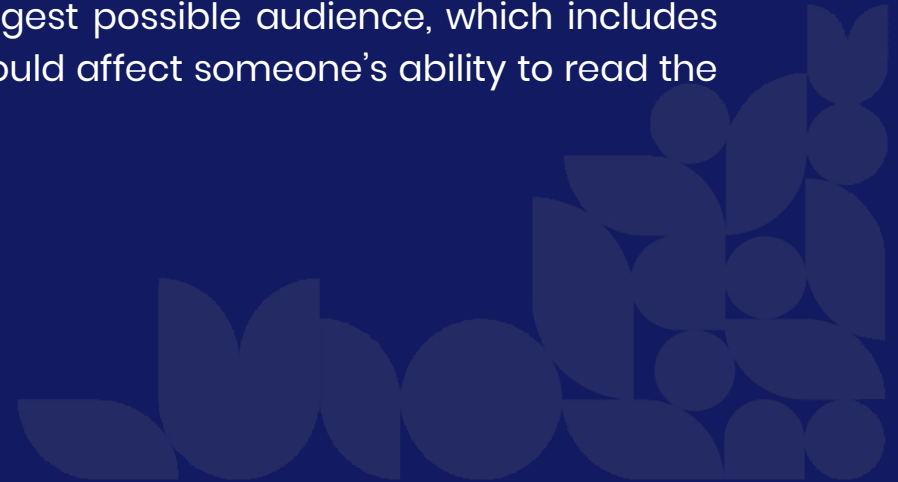 gest possible audience, which includes
ould affect someone’s ability to read the